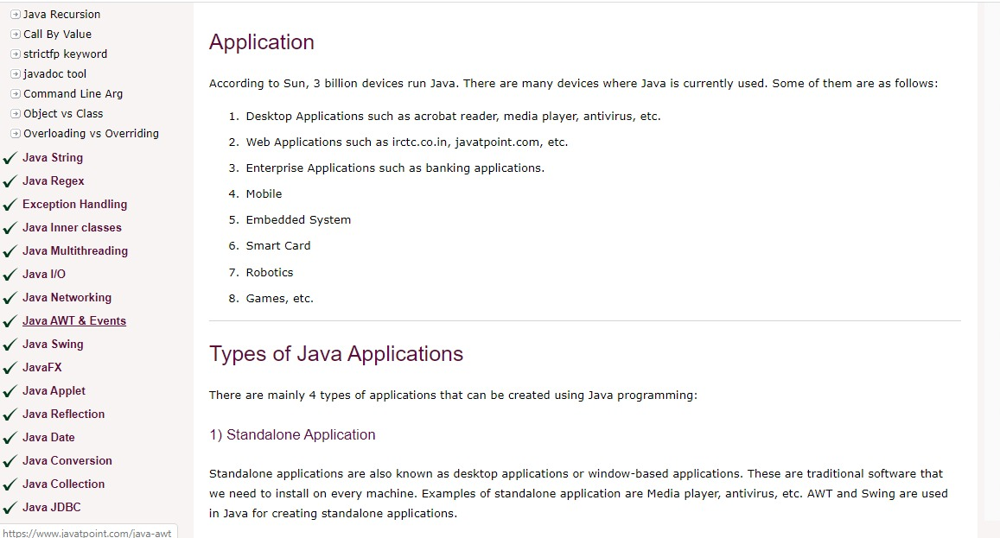 Java Recursion
Call By Value
strictfp keyword
javadoc tool
Command Line Arg
Object vs Class
Overloading vs Overriding
Java String
Java Regex
Exception Handling
Java Inner classes
Java Multithreading
Java I/O
Java Networking
Java AWT & Events
Java Swing
JavaFX
Java Applet
Java Reflection
Java Date
Java Conversion
Java Collection
Java JDBC
https://www.javatpoint.com/java-awt
Application
According to Sun, 3 billion devices run Java. There are many devices where Java is currently used. Some of them are as follows:
1. Desktop Applications such as acrobat reader, media player, antivirus, etc.
2. Web Applications such as irctc.co.in, javatpoint.com, etc.
3. Enterprise Applications such as banking applications.
4. Mobile
5. Embedded System
6. Smart Card
7. Robotics
8. Games, etc.
Types of Java Applications
There are mainly 4 types of applications that can be created using Java programming:
1) Standalone Application
Standalone applications are also known as desktop applications or window-based applications. These are traditional software that
we need to install on every machine. Examples of standalone application are Media player, antivirus, etc. AWT and Swing are used
in Java for creating standalone applications.